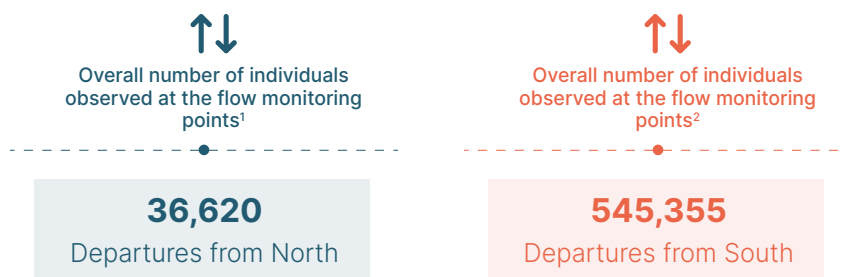 Overall number of individuals
observed at the flow monitoring
points¹
36,620
Departures from North
Overall number of individuals
observed at the flow monitoring
points²
545,355
Departures from South